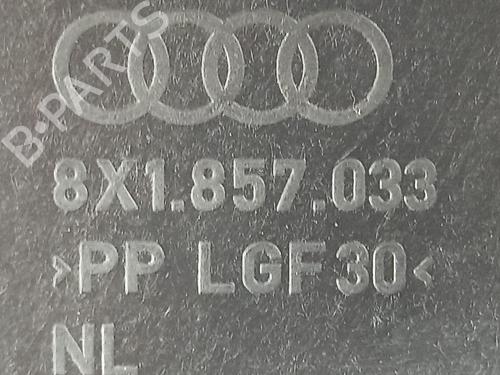 B·PARTS
8X1.857.033
>PP LGF30<
NL